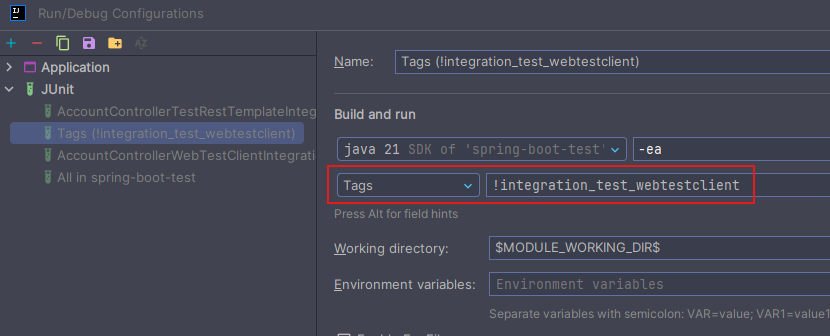 IJ Run/Debug Configurations
Application
JUnit
AccountControllerTestRestTemplateInteg
Tags (!integration_test_webtestclient)
AccountControllerWebTestClientIntegrati
All in spring-boot-test
Name: Tags (!integration_test_webtestclient)
Build and run
java 21 SDK of 'spring-boot-test' -ea
Tags !integration_test_webtestclient
Press Alt for field hints
Working directory: $MODULE_WORKING_DIR$
Environment variables: Environment variables
Separate variables with semicolon: VAR=value; VAR1=value1